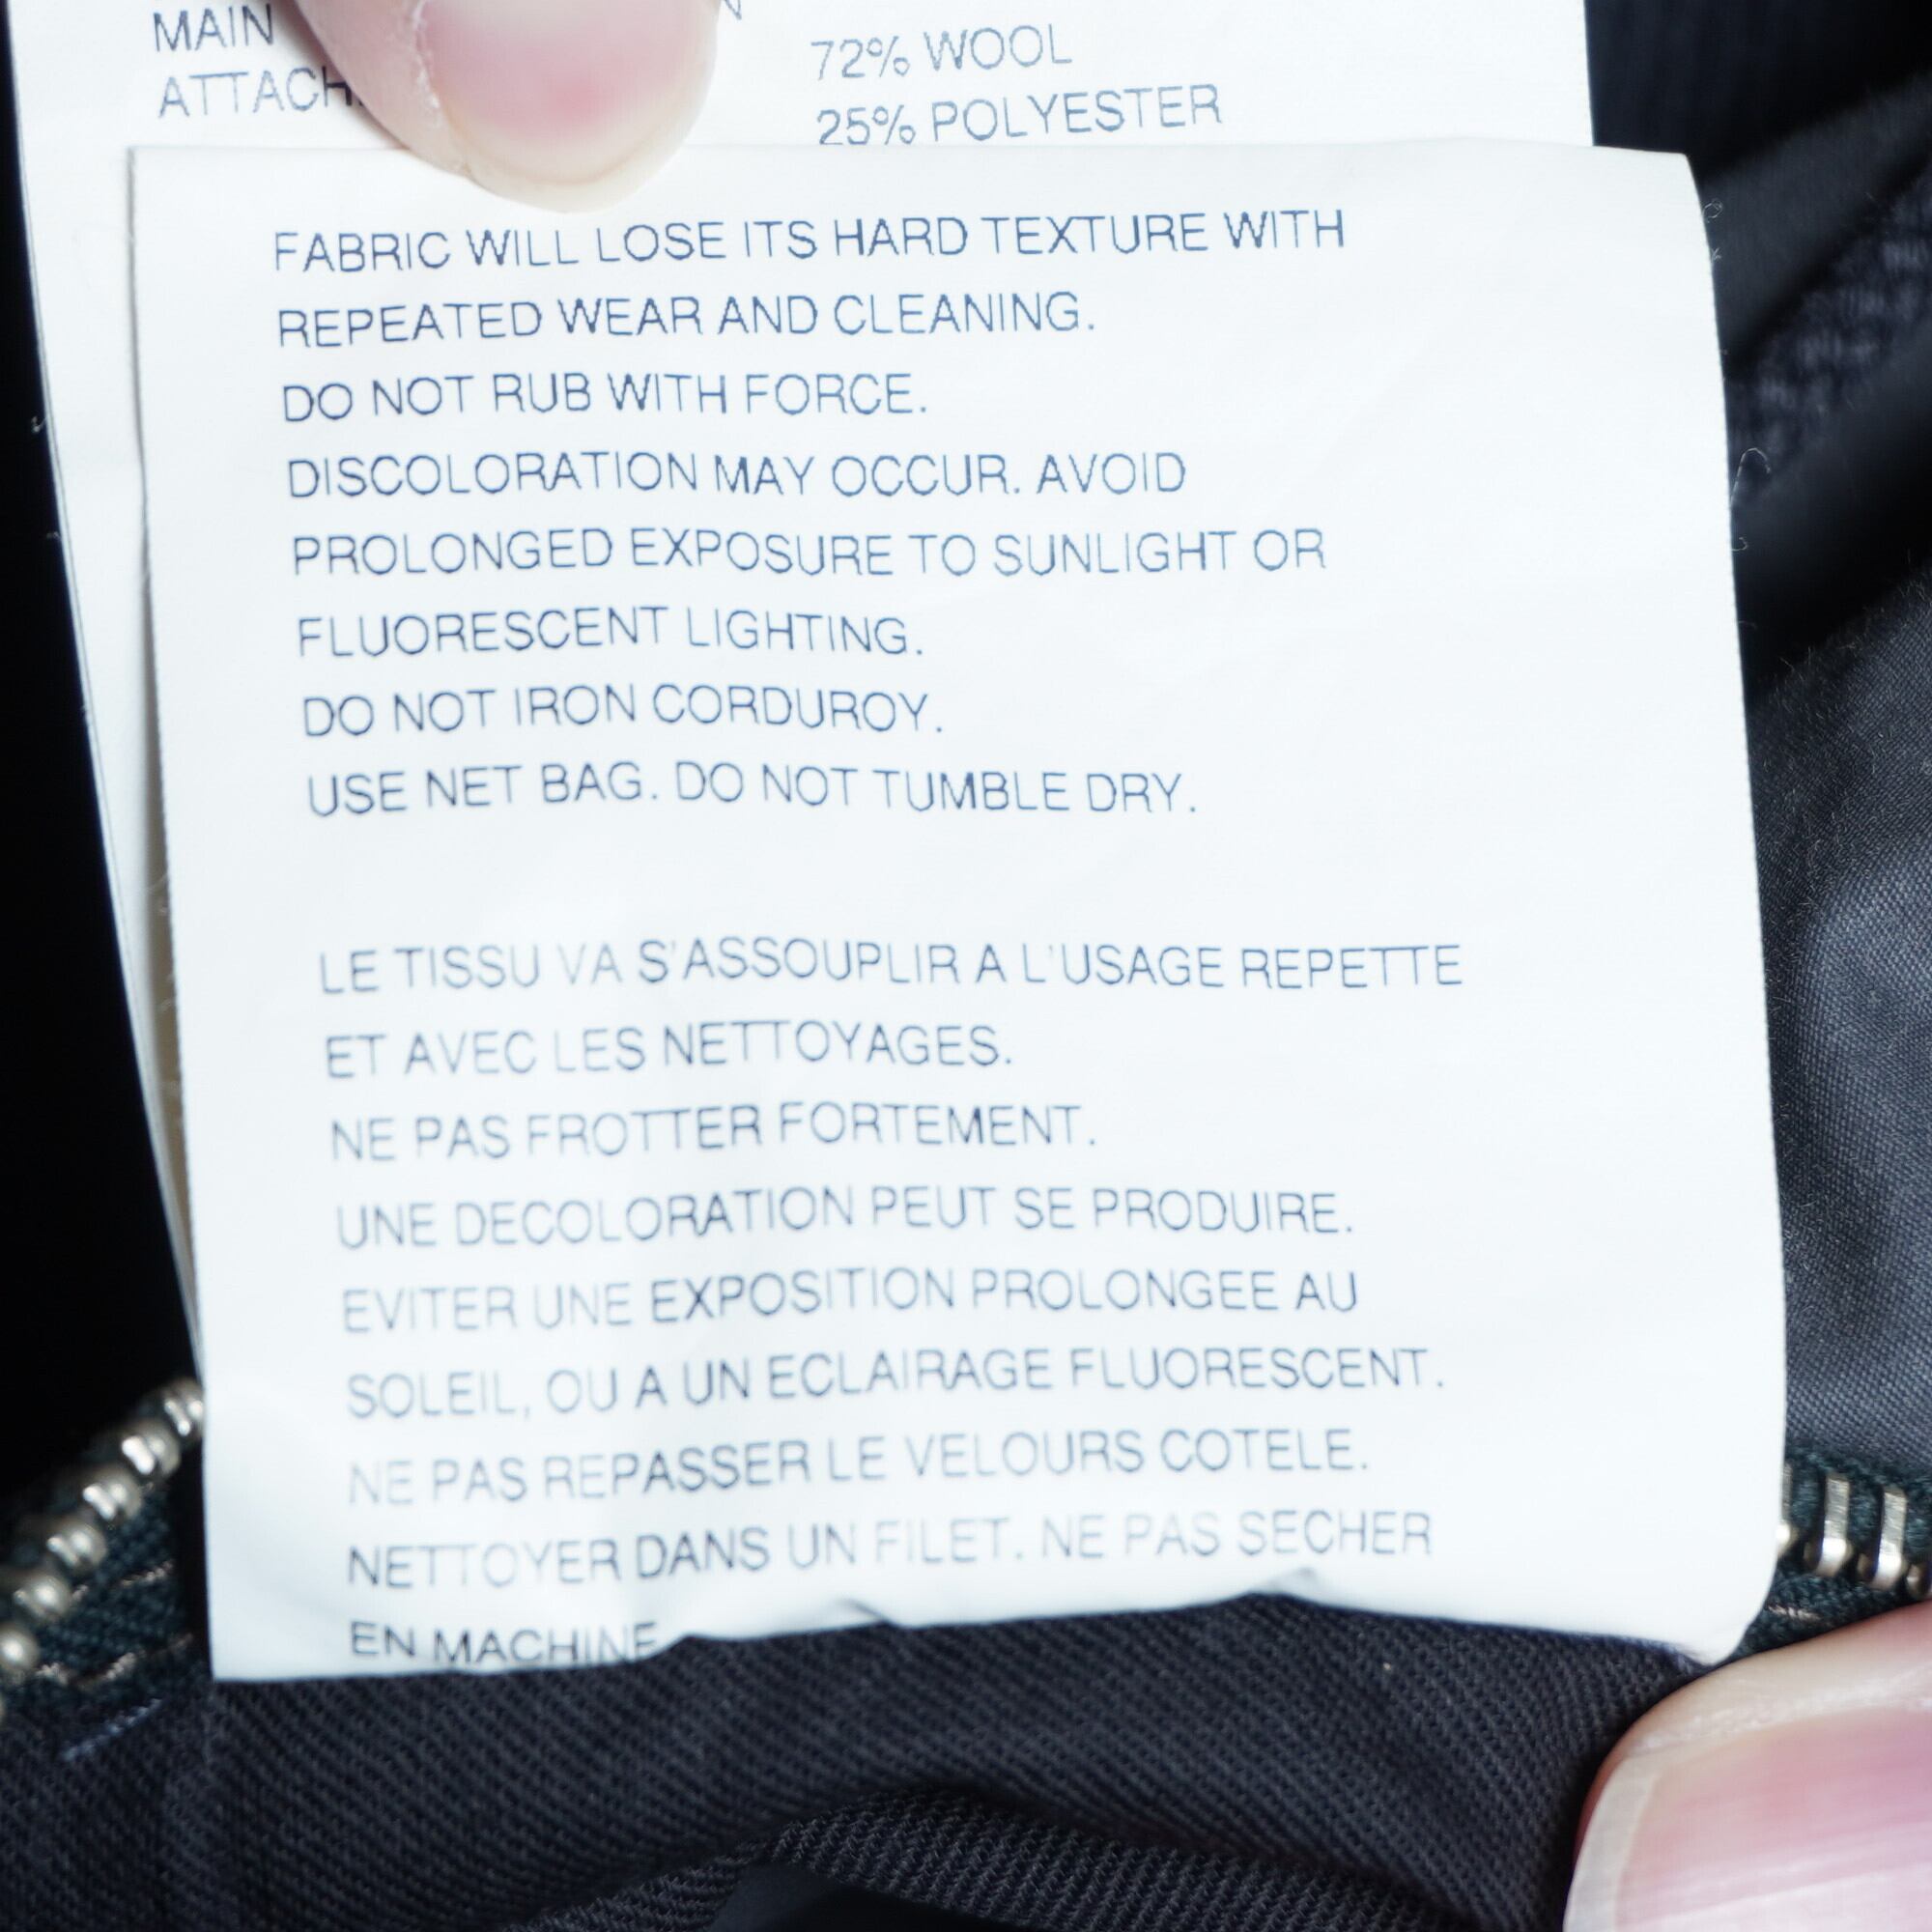 MAIN
72% WOOL
25% POLYESTER
FABRIC WILL LOSE ITS HARD TEXTURE WITH
REPEATED WEAR AND CLEANING.
DO NOT RUB WITH FORCE.
DISCOLORATION MAY OCCUR. AVOID
PROLONGED EXPOSURE TO SUNLIGHT OR
FLUORESCENT LIGHTING.
DO NOT IRON CORDUROY.
USE NET BAG. DO NOT TUMBLE DRY.
LE TISSU VA S'ASSOUPLIR A L'USAGE REPETTE
ET AVEC LES NETTOYAGES.
NE PAS FROTTER FORTEMENT.
UNE DECOLORATION PEUT SE PRODUIRE.
EVITER UNE EXPOSITION PROLONGEE AU
SOLEIL, OU A UN ECLAIRAGE FLUORESCENT.
NE PAS REPASSER LE VELOURS COTELE.
NETTOYER DANS UN FILET. NE PAS SECHER
EN MACHINE